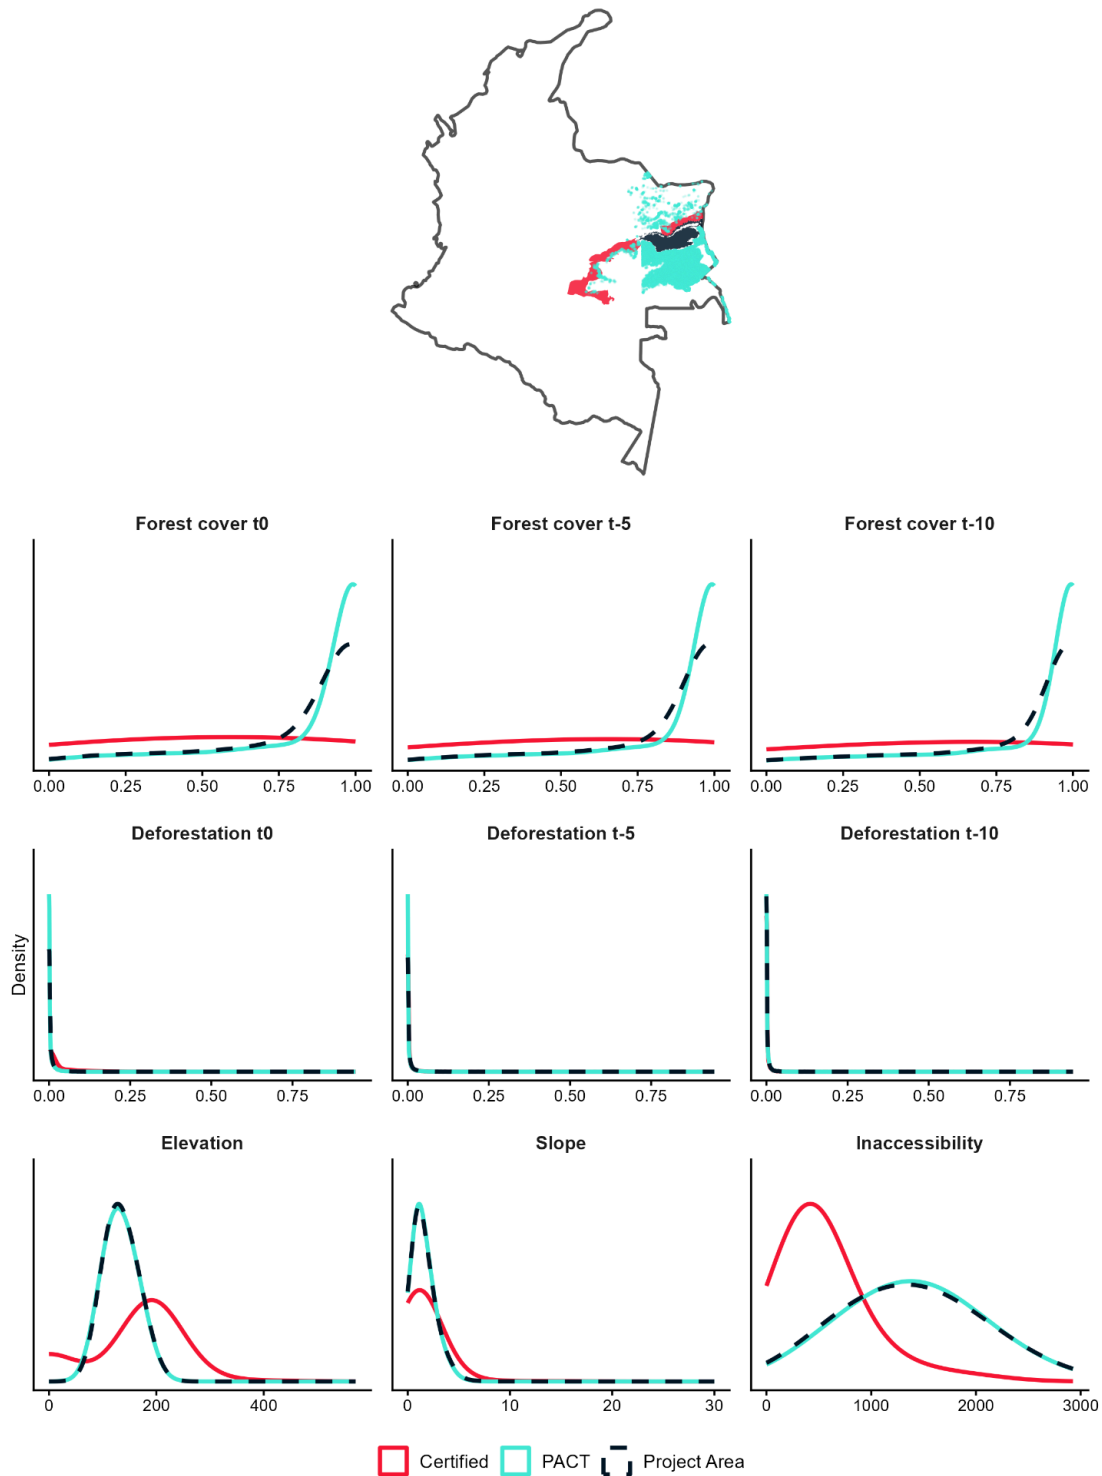 Forest cover t0 Forest cover t-5 Forest cover t-10
0.00 0.25 0.50 0.75 1.00 0.00 0.25 0.50 0.75 1.00 0.00 0.25 0.50 0.75 1.00
Deforestation t0 Deforestation t-5 Deforestation t-10
Density
0.00 0.25 0.50 0.75 0.00 0.25 0.50 0.75 0.00 0.25 0.50 0.75
Elevation Slope Inaccessibility
0 200 400 0 10 20 30 0 1000 2000 3000
Certified PACT Project Area